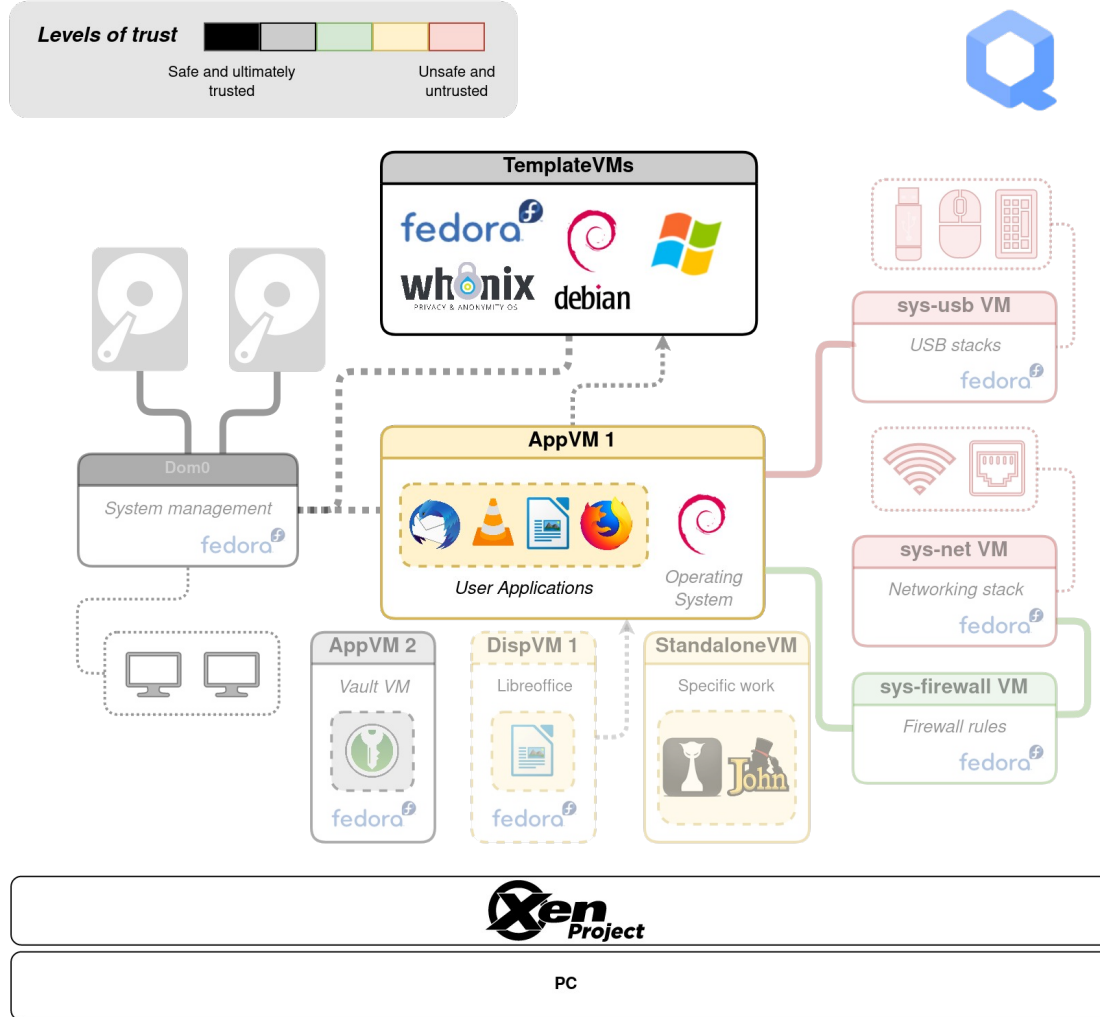 Levels of trust
Safe and ultimately
trusted
Unsafe and
untrusted
TemplateVMs
fedora
debian
whonix
PRIVACY & ANONYMITY OS
sys-usb VM
USB stacks
fedora
AppVM 1
User Applications
Operating
System
Dom0
System management
fedora
sys-net VM
Networking stack
fedora
AppVM 2
Vault VM
fedora
DispVM 1
Libreoffice
fedora
StandaloneVM
Specific work
John
sys-firewall VM
Firewall rules
fedora
Xen
Project
PC